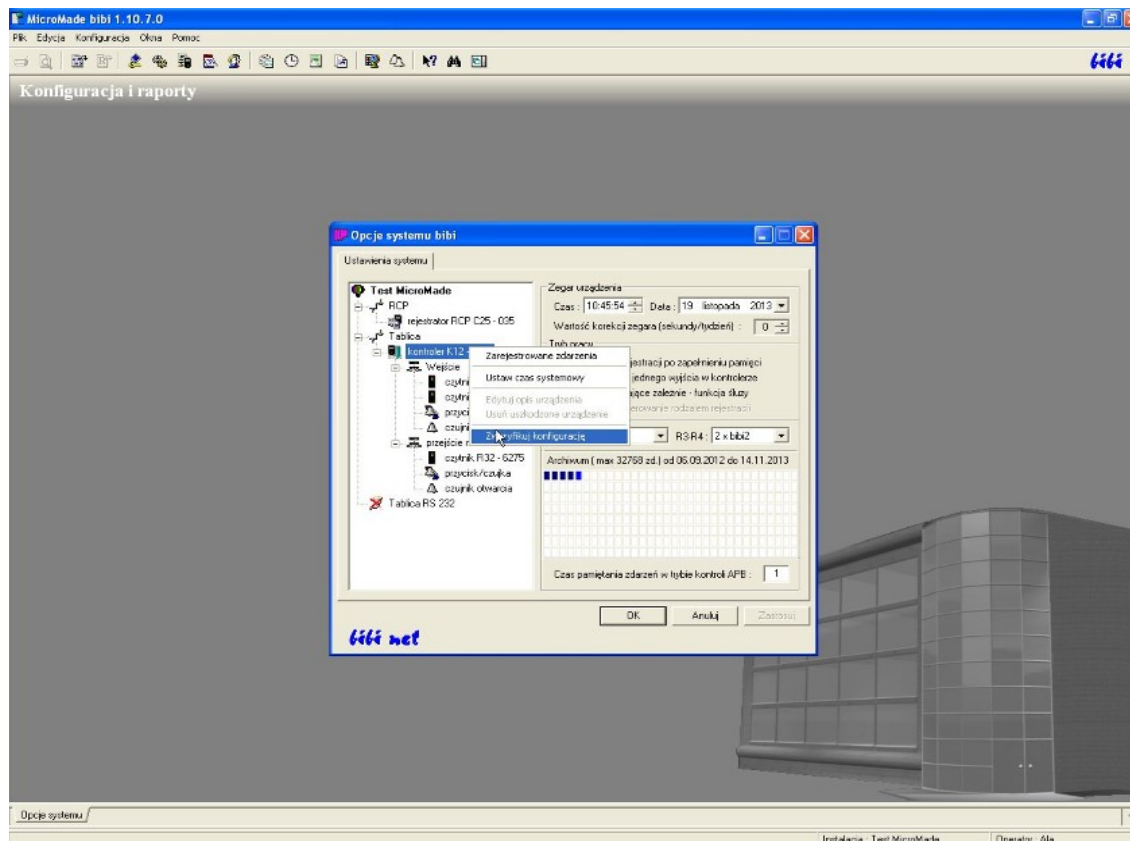 MicroMade bibi 1.10.7.0
Plik Edycja Konfiguracja Okna Pomoc
bibi
Konfiguracja i raporty
Opcje systemu bibi
Ustawienia systemu
Test MicroMade
RCP
rejestrator RCP C25 - 035
Tablica
kontroler K12 -
Wejście
przejście
czytnik R32 - 6275
przycisk/czujka
czujnik otwarcia
Tablica RS 232
Zarejestrowane zdarzenia
Ustaw czas systemowy
Edytuj opis urządzenia
Usuń uszkodzone urządzenie
Zweryfikuj konfigurację
Zegar urządzenia
Czas : 10:45:54 Data : 19 listopada 2013
Wartość korekcji zegara (sekundy/tydzień) : 0
Tryb pracy
jestracji po zapełnieniu pamięci
jednego wyjścia w kontrolerze
jące zależnie - funkcja śluzy
erowanie rodzajem rejestracji
R3-R4 : 2 x bibi2
Archiwum ( max 32768 zd.) od 06.09.2012 do 14.11.2013
Czas pamiętania zdarzeń w trybie kontroli APB : 1
OK Anuluj Zastosuj
bibi net
Opcje systemu
Instalacja : Test MicroMade Operator : Ala